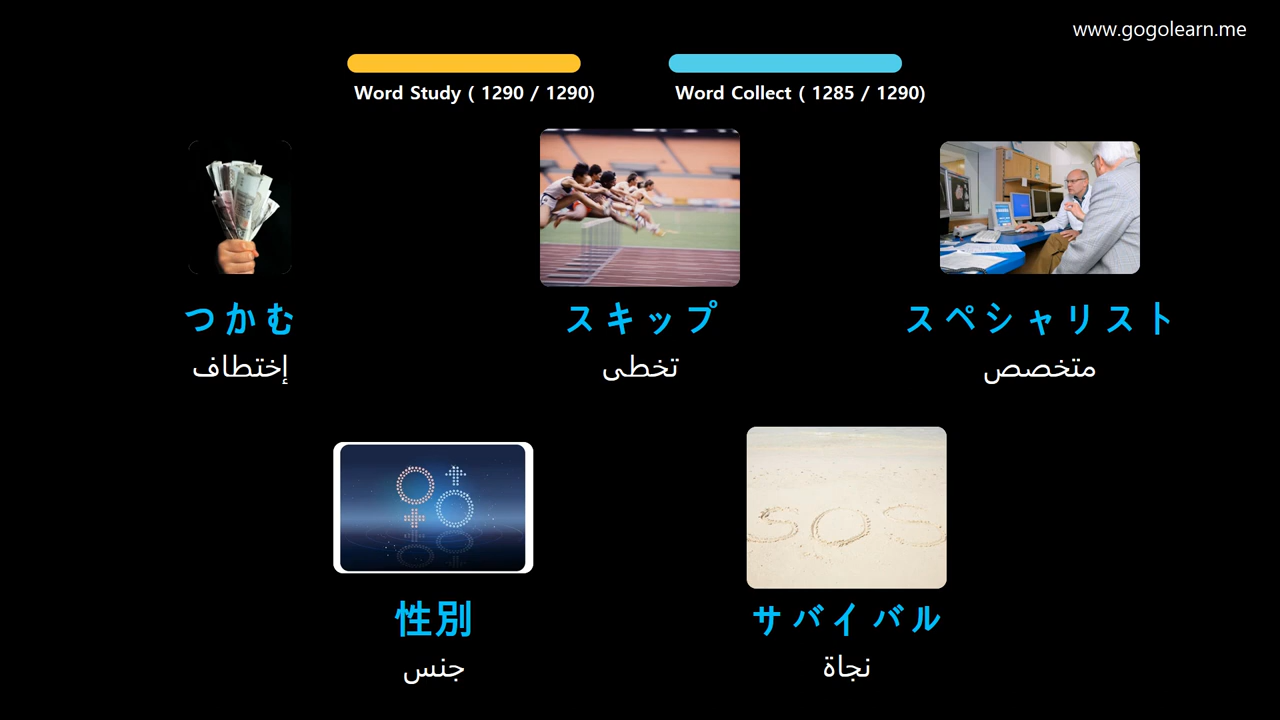 www.gogolearn.me
Word Study ( 1290 / 1290)
Word Collect ( 1285 / 1290)
つかむ
إختطاف
スキップ
تخطى
スペシャリスト
متخصص
性別
جنس
サバイバル
نجاة
SOS